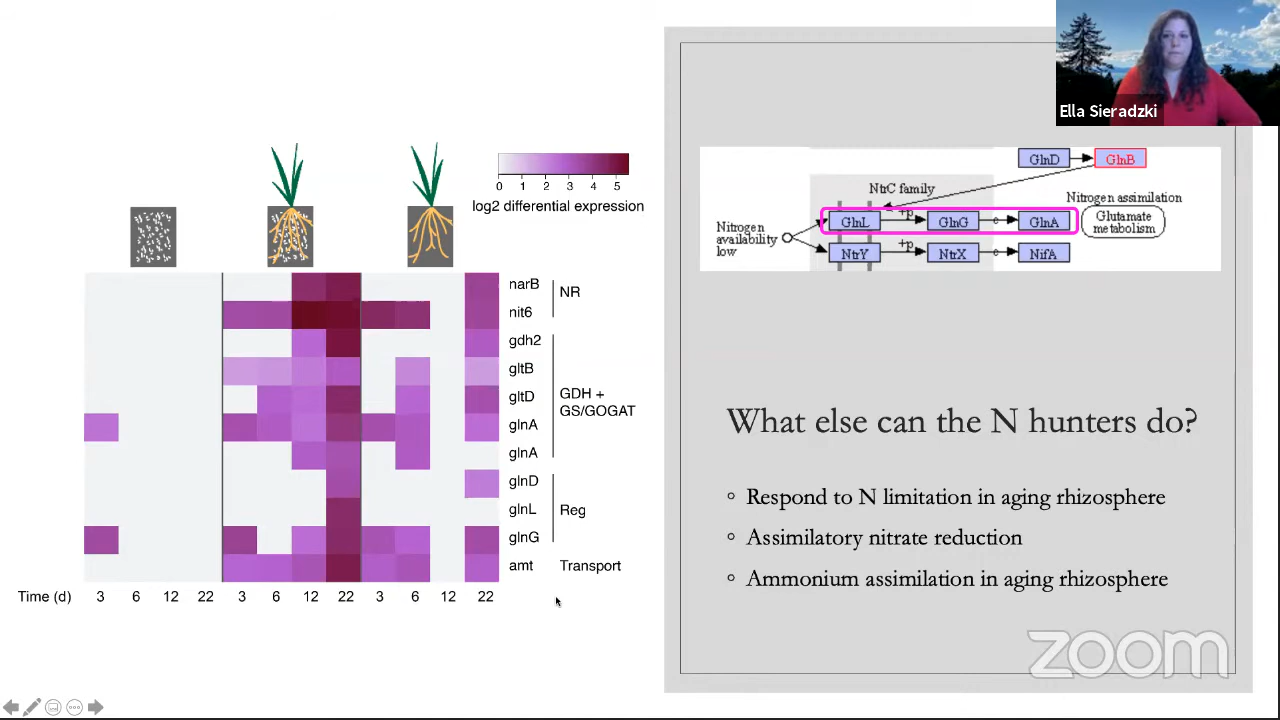 Ella Sieradzki
0 1 2 3 4 5
log2 differential expression
narB
nit6
NR
gdh2
gltB
gltD
glnA
glnA
GDH +
GS/GOGAT
glnD
glnL
glnG
Reg
amt
Transport
Time (d) 3 6 12 22 3 6 12 22 3 6 12 22
GlnD
GlnB
NtrC family
Nitrogen assimilation
Nitrogen
availability
low
GlnL
+p
GlnG
e
GlnA
Glutamate
metabolism
NtrY
+p
NtrX
e
NifA
What else can the N hunters do?
◦ Respond to N limitation in aging rhizosphere
◦ Assimilatory nitrate reduction
◦ Ammonium assimilation in aging rhizosphere
zoom